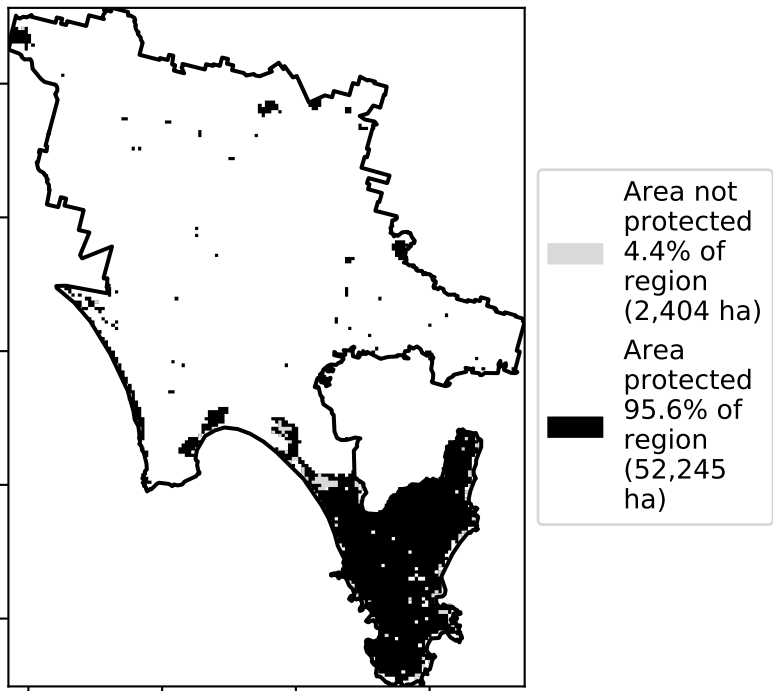 Area not
protected
4.4% of
region
(2,404 ha)
Area
protected
95.6% of
region
(52,245
ha)